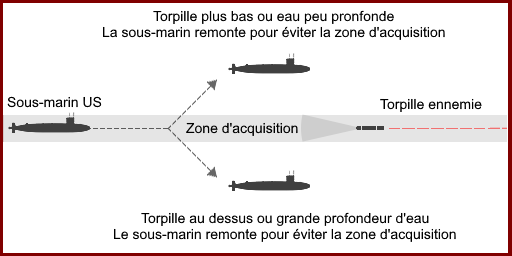 Torpille plus bas ou eau peu pronfonde
La sous-marin remonte pour éviter la zone d'acquisition
Sous-marin US
Torpille ennemie
Zone d'acquisition
Torpille au dessus ou grande profondeur d'eau
Le sous-marin remonte pour éviter la zone d'acquisition